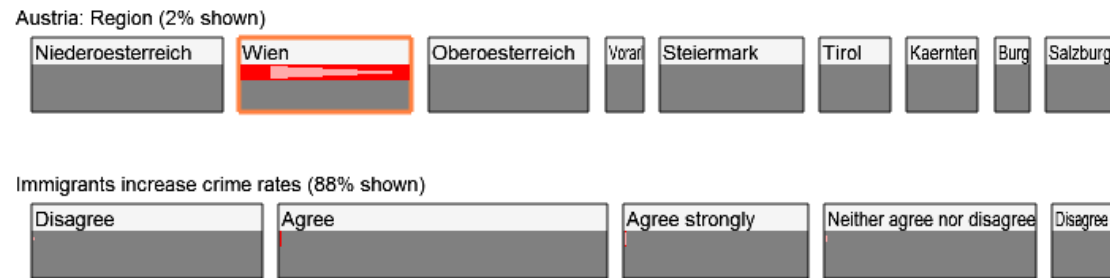 Austria: Region (2% shown)
Niederoesterreich Wien Oberoesterreich Vorarl Steiermark Tirol Kaernten Burg Salzburg
Immigrants increase crime rates (88% shown)
Disagree Agree Agree strongly Neither agree nor disagree Disagree